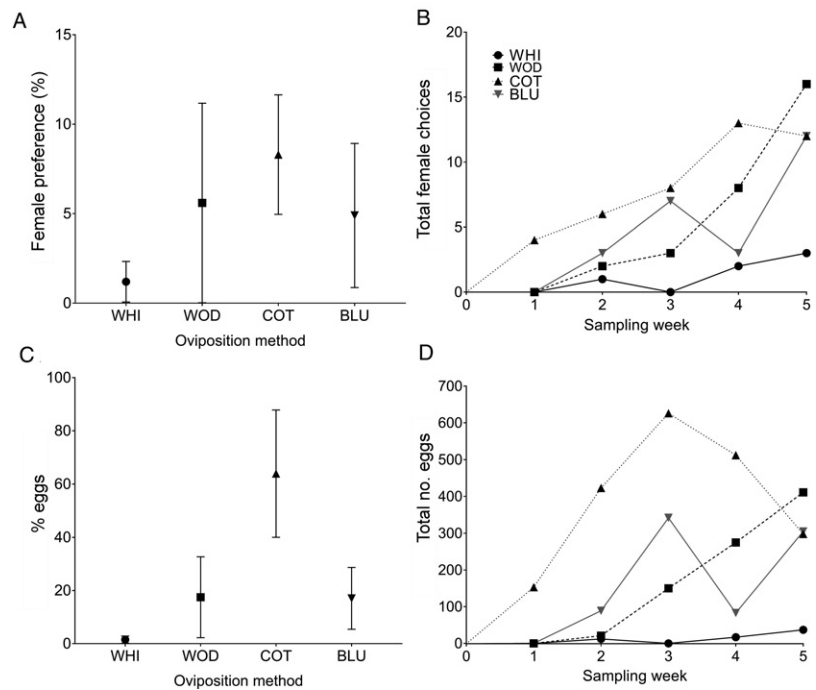 A
Female preference (%)
15
10
5
0
WHI WOD COT BLU
Oviposition method
B
Total female choices
20
15
10
5
0
WHI
WOD
COT
BLU
0 1 2 3 4 5
Sampling week
C
% eggs
100
80
60
40
20
0
WHI WOD COT BLU
Oviposition method
D
Total no. eggs
700
600
500
400
300
200
100
0
0 1 2 3 4 5
Sampling week